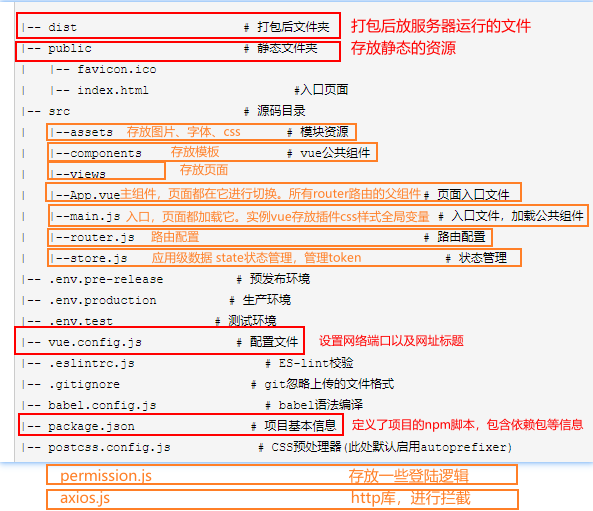 |-- dist # 打包后文件夹 打包后放服务器运行的文件
|-- public # 静态文件夹 存放静态的资源
| |-- favicon.ico
| |-- index.html #入口页面
|-- src # 源码目录
| |--assets 存放图片、字体、css # 模块资源
| |--components 存放模板 # vue公共组件
| |--views 存放页面
| |--App.vue主组件，页面都在它进行切换。所有router路由的父组件 # 页面入口文件
| |--main.js 入口，页面都加载它。实例vue存放插件css样式全局变量 # 入口文件，加载公共组件
| |--router.js 路由配置 # 路由配置
| |--store.js 应用级数据 state状态管理，管理token # 状态管理
|-- .env.pre-release # 预发布环境
|-- .env.production # 生产环境
|-- .env.test # 测试环境
|-- vue.config.js # 配置文件 设置网络端口以及网址标题
|-- .eslintrc.js # ES-lint校验
|-- .gitignore # git忽略上传的文件格式
|-- babel.config.js # babel语法编译
|-- package.json # 项目基本信息 定义了项目的npm脚本，包含依赖包等信息
|-- postcss.config.js # CSS预处理器(此处默认启用autoprefixer)
permission.js 存放一些登陆逻辑
axios.js http库，进行拦截